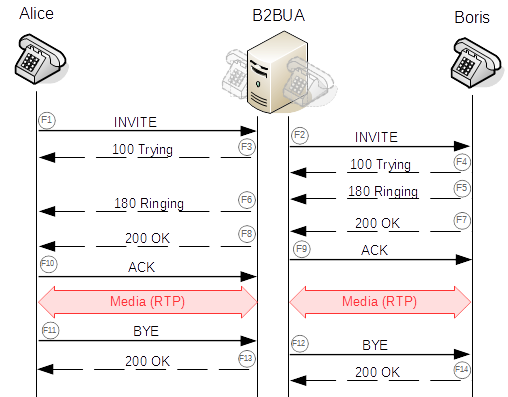 Alice
B2BUA
Boris
F1
INVITE
F2
INVITE
100 Trying
F3
100 Trying
F4
180 Ringing
F5
180 Ringing
F6
200 OK
F7
200 OK
F8
F9
ACK
F10
ACK
Media (RTP)
Media (RTP)
F11
BYE
F12
BYE
200 OK
F13
200 OK
F14